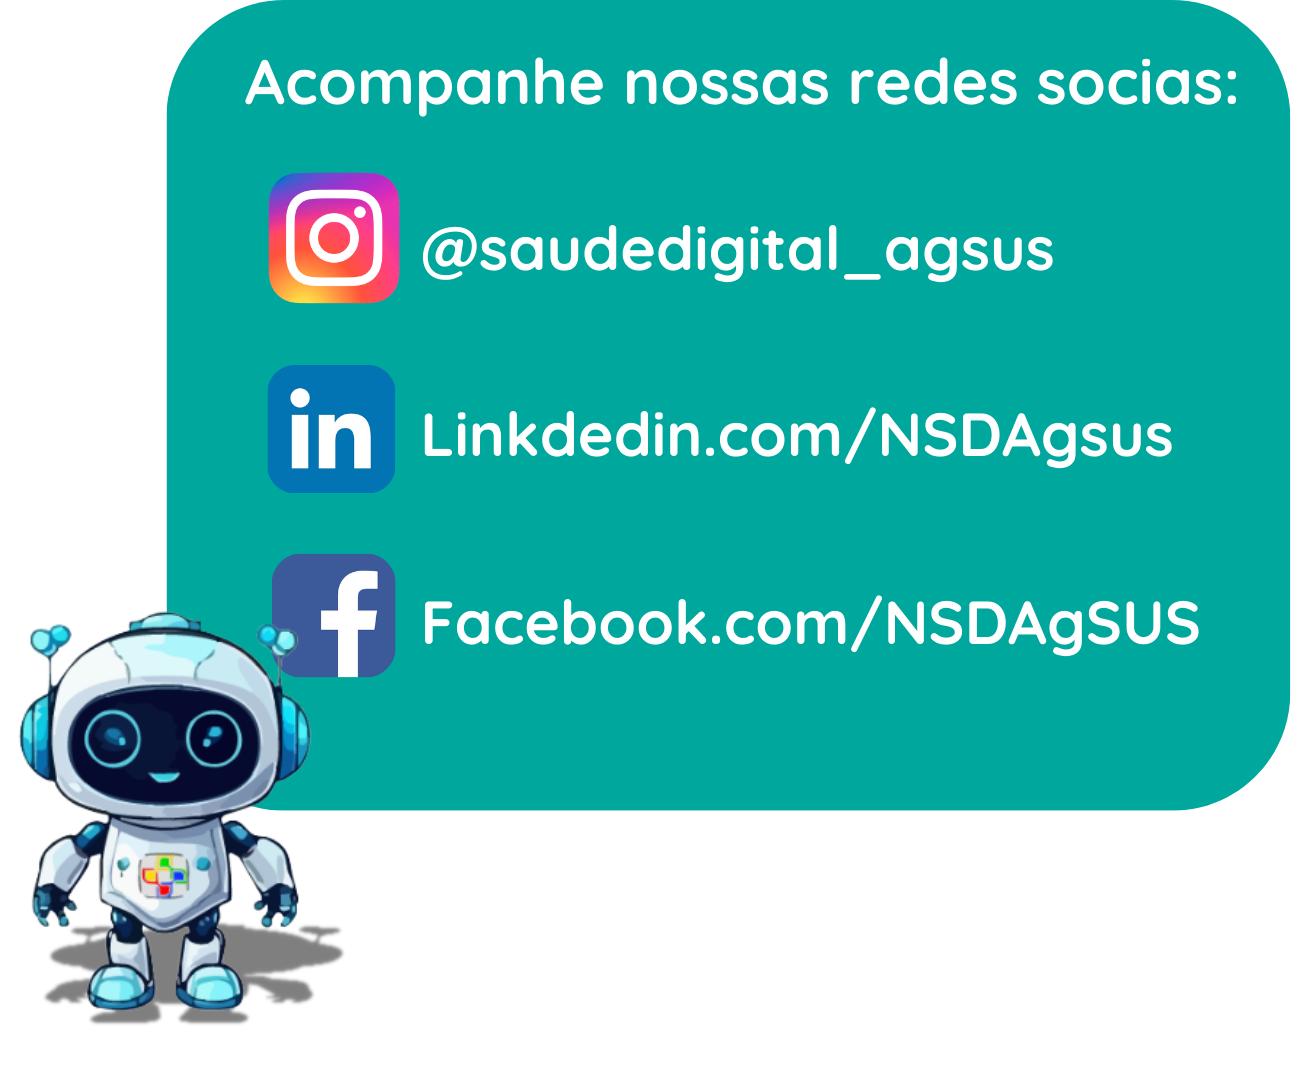 Acompanhe nossas redes socias:
@saudedigital_agsus
Linkdedin.com/NSDAgsus
Facebook.com/NSDAgSUS